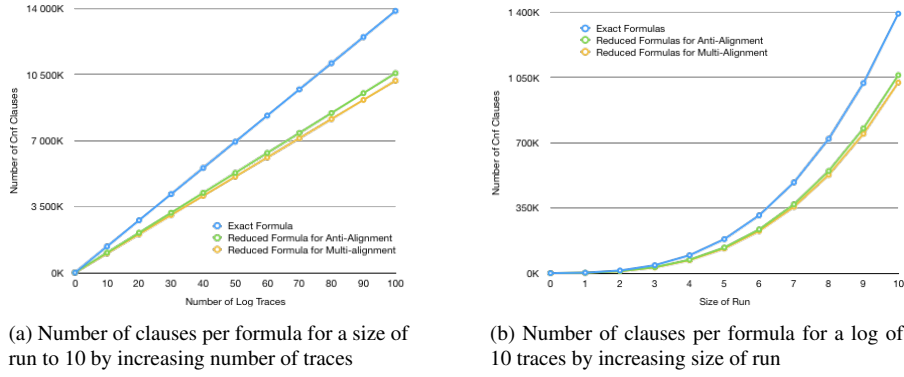 14 000K
10 500K
7 000K
3 500K
0K
Number of Cnf Clauses
0 10 20 30 40 50 60 70 80 90 100
Number of Log Traces
Exact Formula
Reduced Formula for Anti-Alignment
Reduced Formula for Multi-alignment
(a) Number of clauses per formula for a size of
run to 10 by increasing number of traces
1 400K
1 050K
700K
350K
0K
Number of Cnf Clauses
0 1 2 3 4 5 6 7 8 9 10
Size of Run
Exact Formulas
Reduced Formulas for Anti-Alignment
Reduced Formulas for Multi-Alignment
(b) Number of clauses per formula for a log of
10 traces by increasing size of run